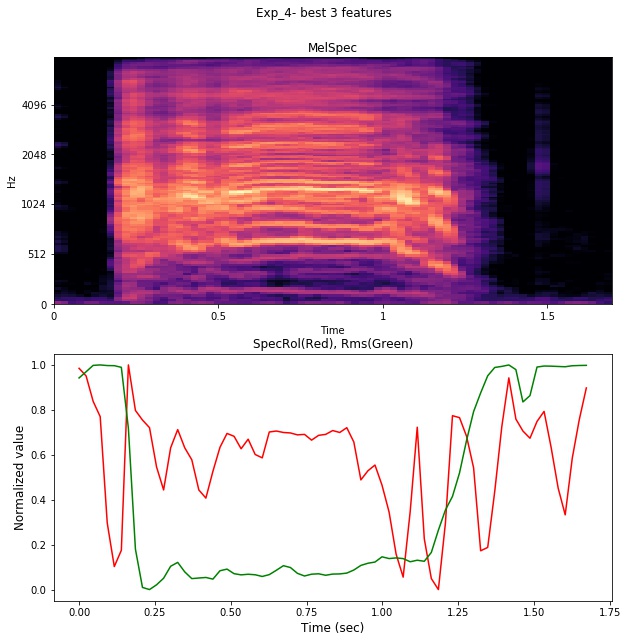 Exp_4- best 3 features
MelSpec
Hz
4096
2048
1024
512
0
0 0.5 1 1.5
Time
SpecRol(Red), Rms(Green)
Normalized value
1.0
0.8
0.6
0.4
0.2
0.0
0.00 0.25 0.50 0.75 1.00 1.25 1.50 1.75
Time (sec)